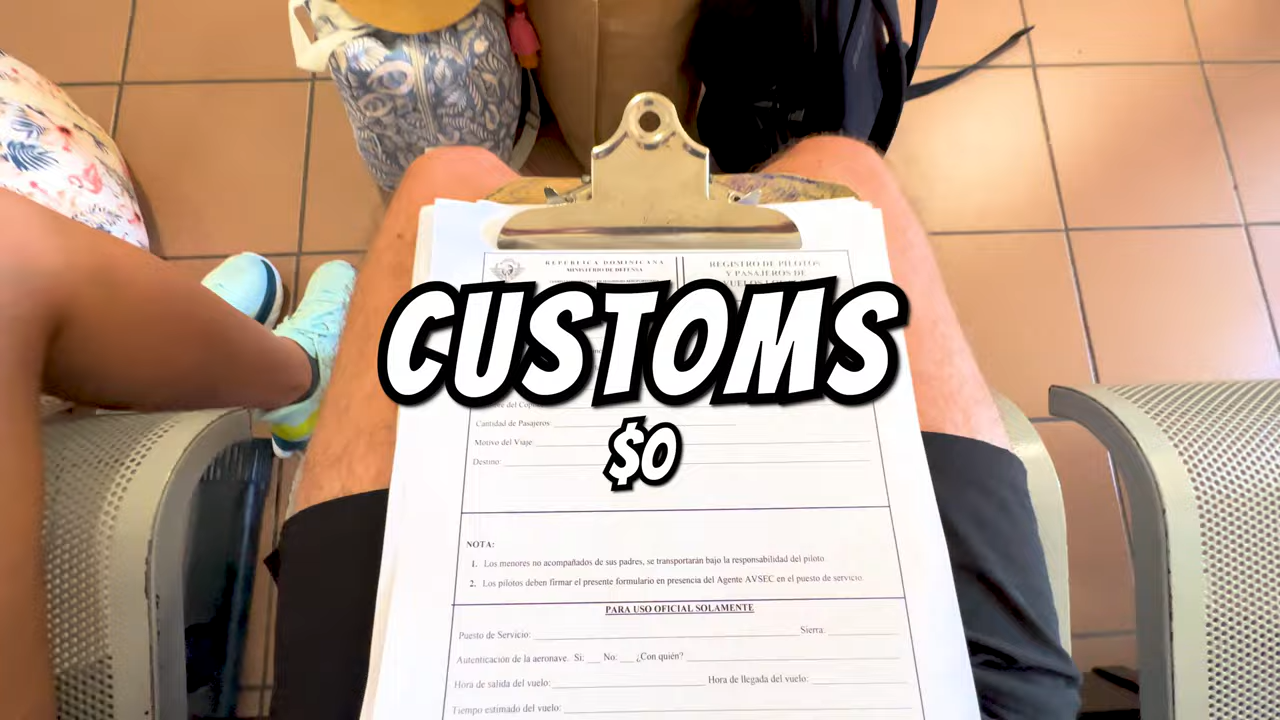 REPÚBLICA DOMINICANA
MINISTERIO DE DEFENSA
REGISTRO DE PILOTOS
Y PASAJEROS DE
CUSTOMS
$0
Cantidad de Pasajeros:
Motivo del Viaje:
Destino:
NOTA:
1. Los menores no acompañados de sus padres, se transportarán bajo la responsabilidad del piloto.
2. Los pilotos deben firmar el presente formulario en presencia del Agente AVSEC en el puesto de servicio.
PARA USO OFICIAL SOLAMENTE
Puesto de Servicio: Sierra:
Autenticación de la aeronave. Si: No: ¿Con quién?
Hora de salida del vuelo: Hora de llegada del vuelo:
Tiempo estimado del vuelo: